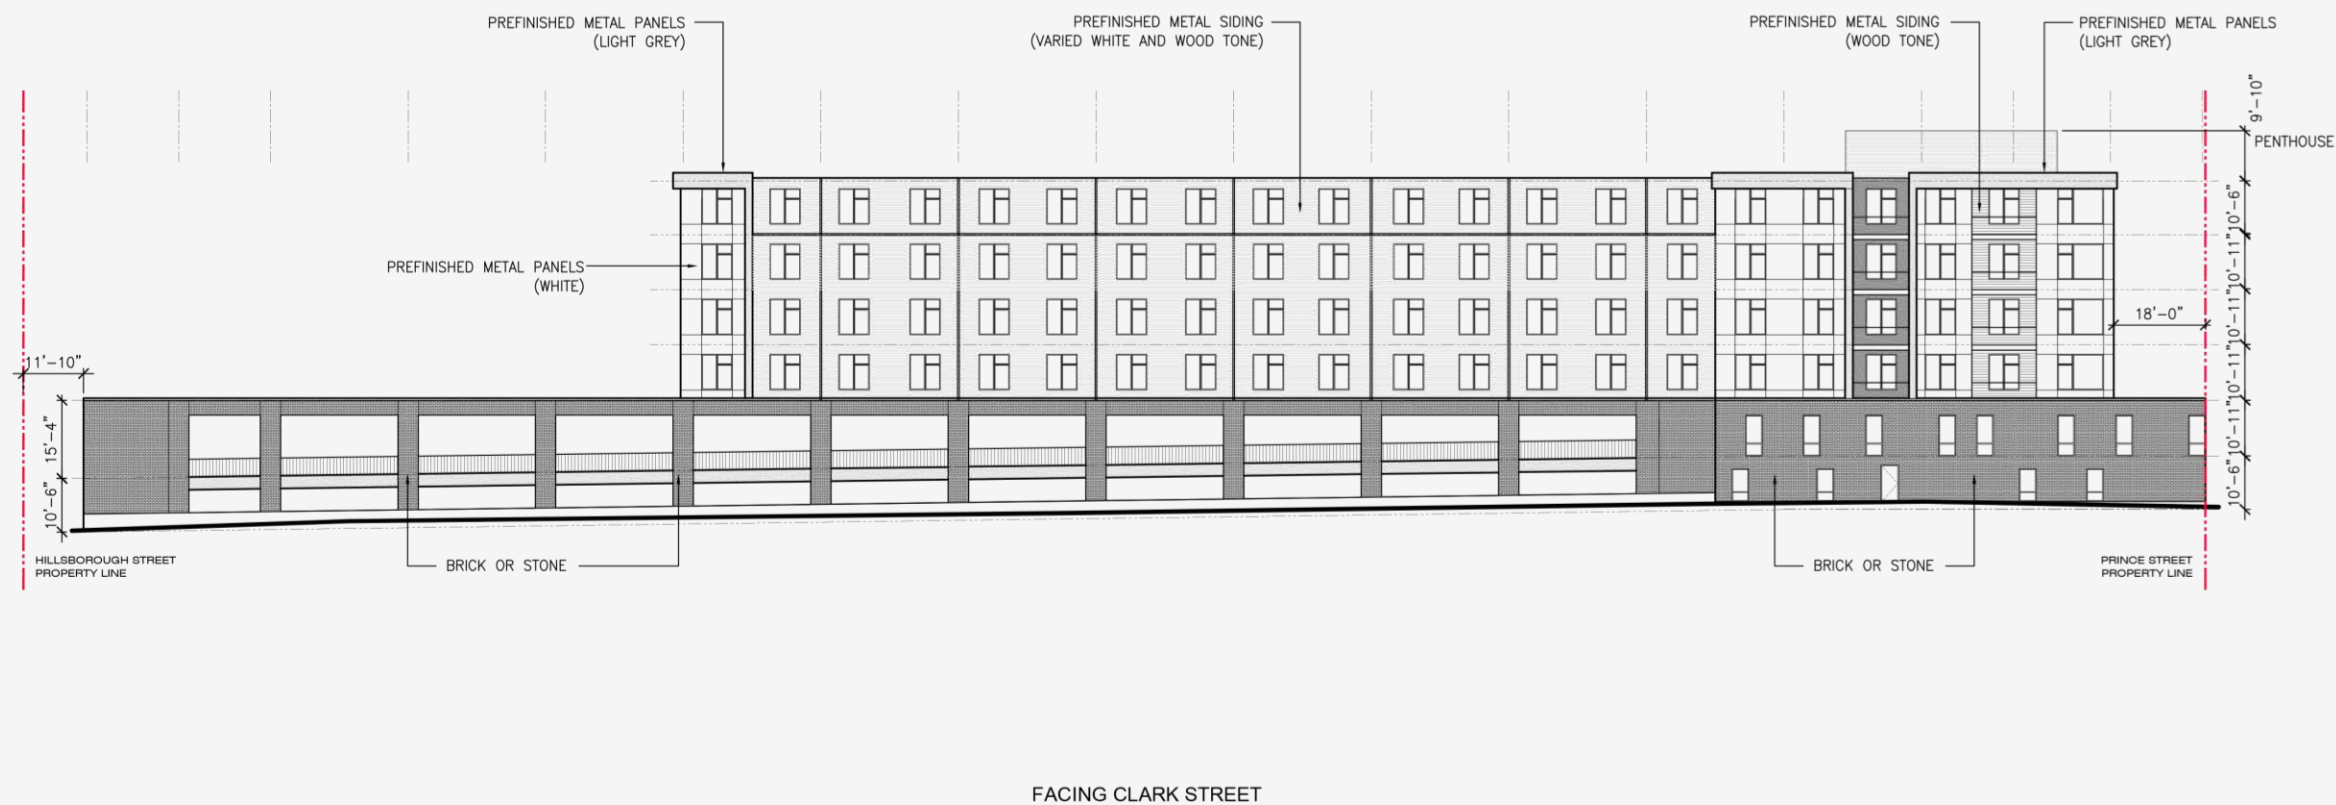 PREFINISHED METAL PANELS
(LIGHT GREY)
PREFINISHED METAL SIDING
(VARIED WHITE AND WOOD TONE)
PREFINISHED METAL SIDING
(WOOD TONE)
PREFINISHED METAL PANELS
(LIGHT GREY)
9'-10"
PENTHOUSE
10'-6"
10'-11"
10'-11"
10'-11"
10'-11"
10'-6"
PREFINISHED METAL PANELS
(WHITE)
18'-0"
11'-10"
15'-4"
10'-6"
HILLSBOROUGH STREET
PROPERTY LINE
BRICK OR STONE
BRICK OR STONE
PRINCE STREET
PROPERTY LINE
FACING CLARK STREET